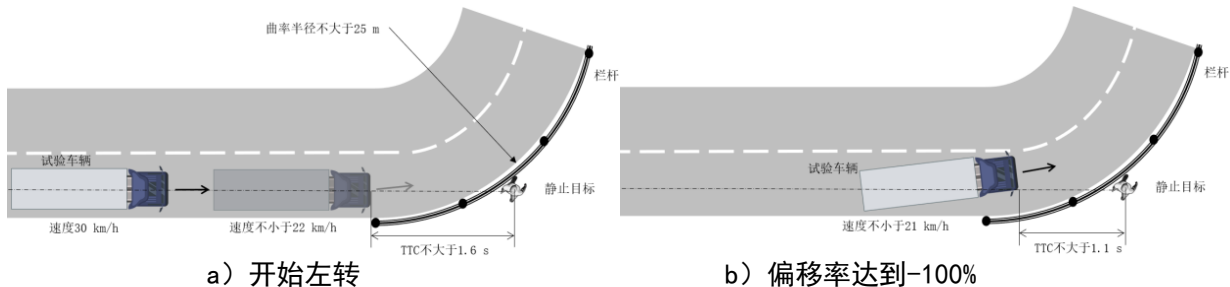 曲率半径不大于25 m
栏杆
试验车辆
静止目标
速度30 km/h
速度不小于22 km/h
TTC不大于1.6 s
a）开始左转
栏杆
试验车辆
静止目标
速度不小于21 km/h
TTC不大于1.1 s
b）偏移率达到-100%